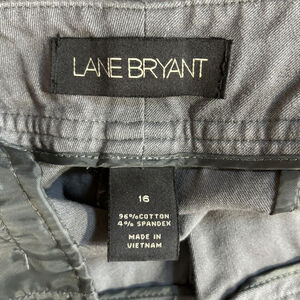 LANE BRYANT
16
96% COTTON
4% SPANDEX
MADE IN
VIETNAM